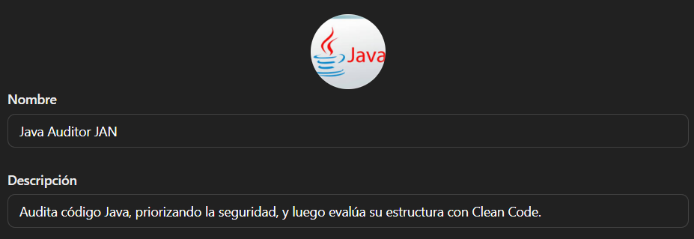 Java
Nombre
Java Auditor JAN
Descripción
Audita código Java, priorizando la seguridad, y luego evalúa su estructura con Clean Code.